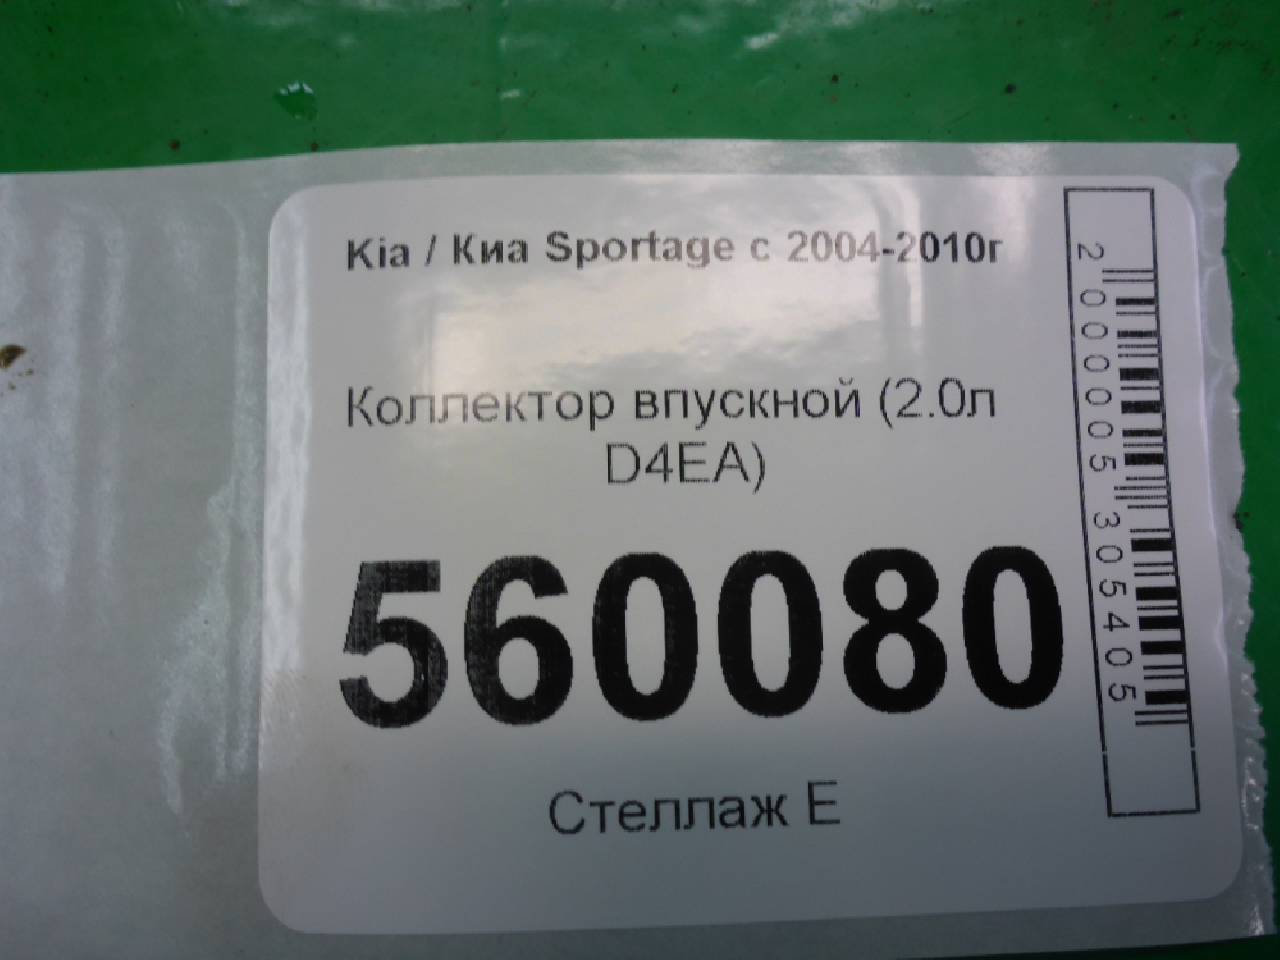 Kia / Киа Sportage с 2004-2010г
Коллектор впускной (2.0л
D4EA)
560080
Стеллаж E
2000005305405